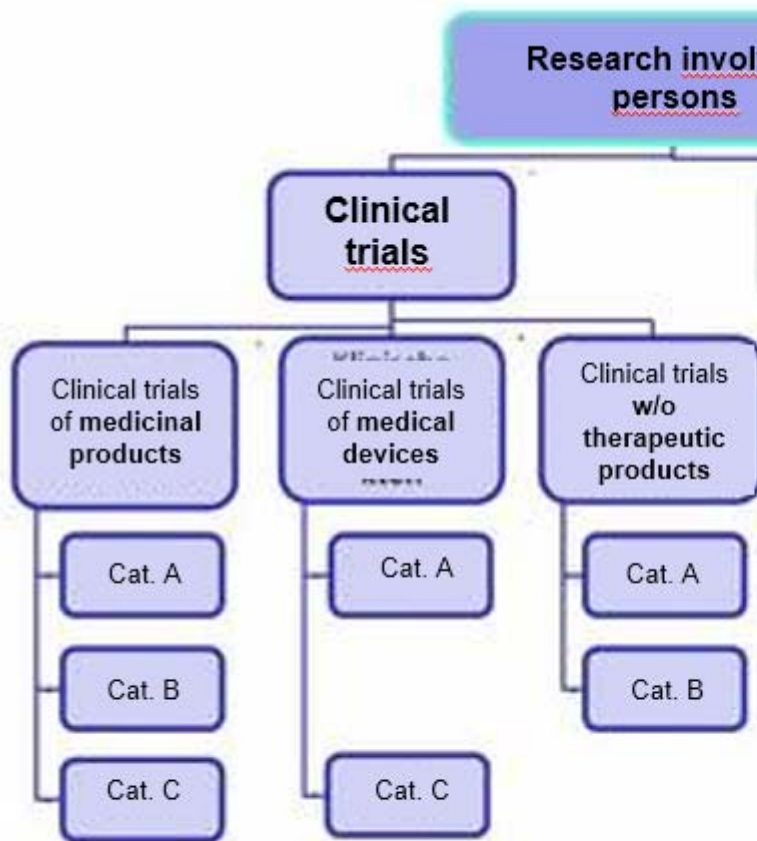 Research invol
persons
Clinical
trials
Clinical trials
of medicinal
products
Clinical trials
of medical
devices
Clinical trials
w/o
therapeutic
products
Cat. A
Cat. A
Cat. A
Cat. B
Cat. B
Cat. C
Cat. C